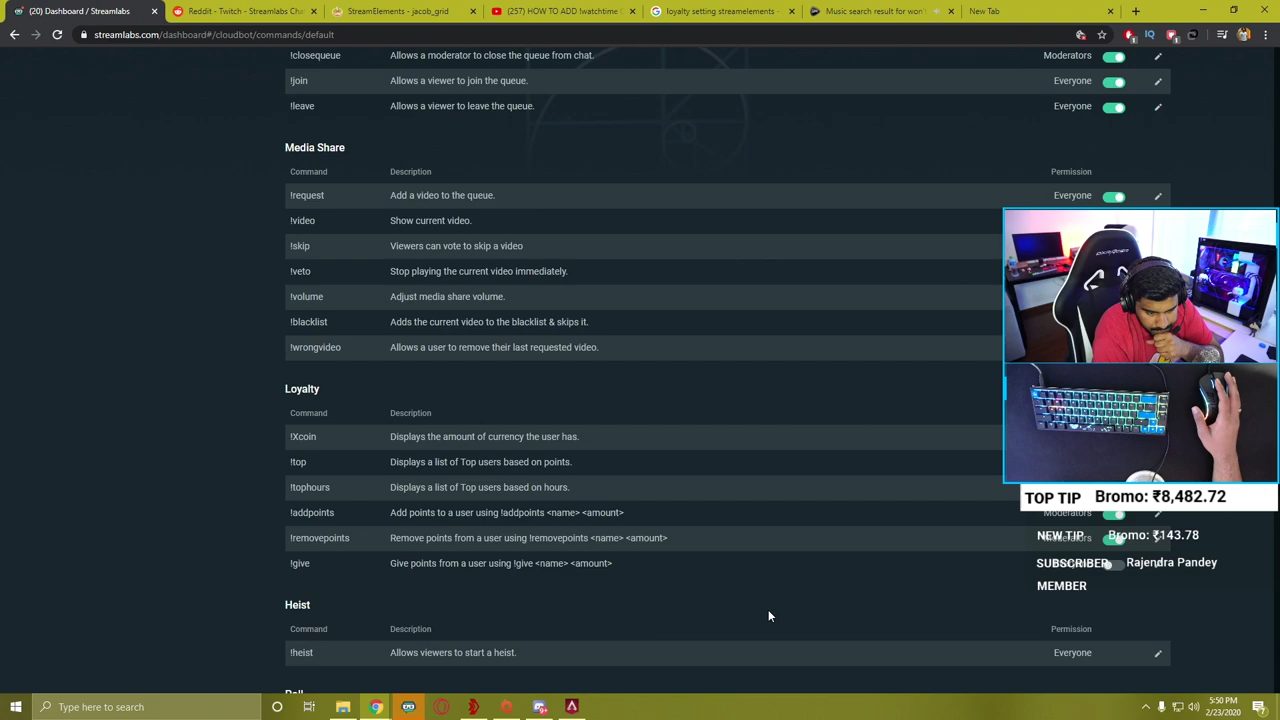 (20) Dashboard / Streamlabs
Reddit - Twitch - Streamlabs Cha
StreamElements - jacob_grid
(257) HOW TO ADD !watchtime C
loyalty setting streamelements -
Music search result for won't
New Tab
streamlabs.com/dashboard#/cloudbot/commands/default
!closequeue Allows a moderator to close the queue from chat. Moderators
!join Allows a viewer to join the queue. Everyone
!leave Allows a viewer to leave the queue. Everyone
Media Share
Command Description Permission
!request Add a video to the queue. Everyone
!video Show current video.
!skip Viewers can vote to skip a video
!veto Stop playing the current video immediately.
!volume Adjust media share volume.
!blacklist Adds the current video to the blacklist & skips it.
!wrongvideo Allows a user to remove their last requested video.
Loyalty
Command Description
!Xcoin Displays the amount of currency the user has.
!top Displays a list of Top users based on points.
!tophours Displays a list of Top users based on hours.
TOP TIP Bromo: ₹8,482.72
!addpoints Add points to a user using !addpoints <name> <amount> Moderators
!removepoints Remove points from a user using !removepoints <name> <amount> Moderators
NEW TIP Bromo: ₹143.78
!give Give points from a user using !give <name> <amount>
SUBSCRIBER Rajendra Pandey
MEMBER
Heist
Command Description Permission
!heist Allows viewers to start a heist. Everyone
Type here to search
5:50 PM
2/23/2020